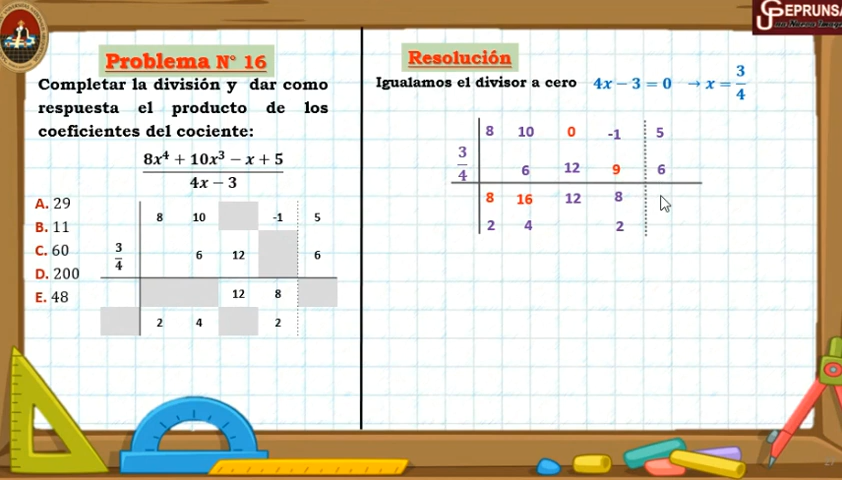 CEPRUNSA
Problema N° 16
Completar la división y dar como
respuesta el producto de los
coeficientes del cociente:
8x⁴ + 10x³ − x + 5
4x − 3
A. 29
B. 11
C. 60
D. 200
E. 48
8 10 -1 5
3/4 6 12 6
12 8
2 4 2
Resolución
Igualamos el divisor a cero 4x − 3 = 0 → x = 3/4
8 10 0 -1 5
3/4 6 12 9 6
8 16 12 8
2 4 2